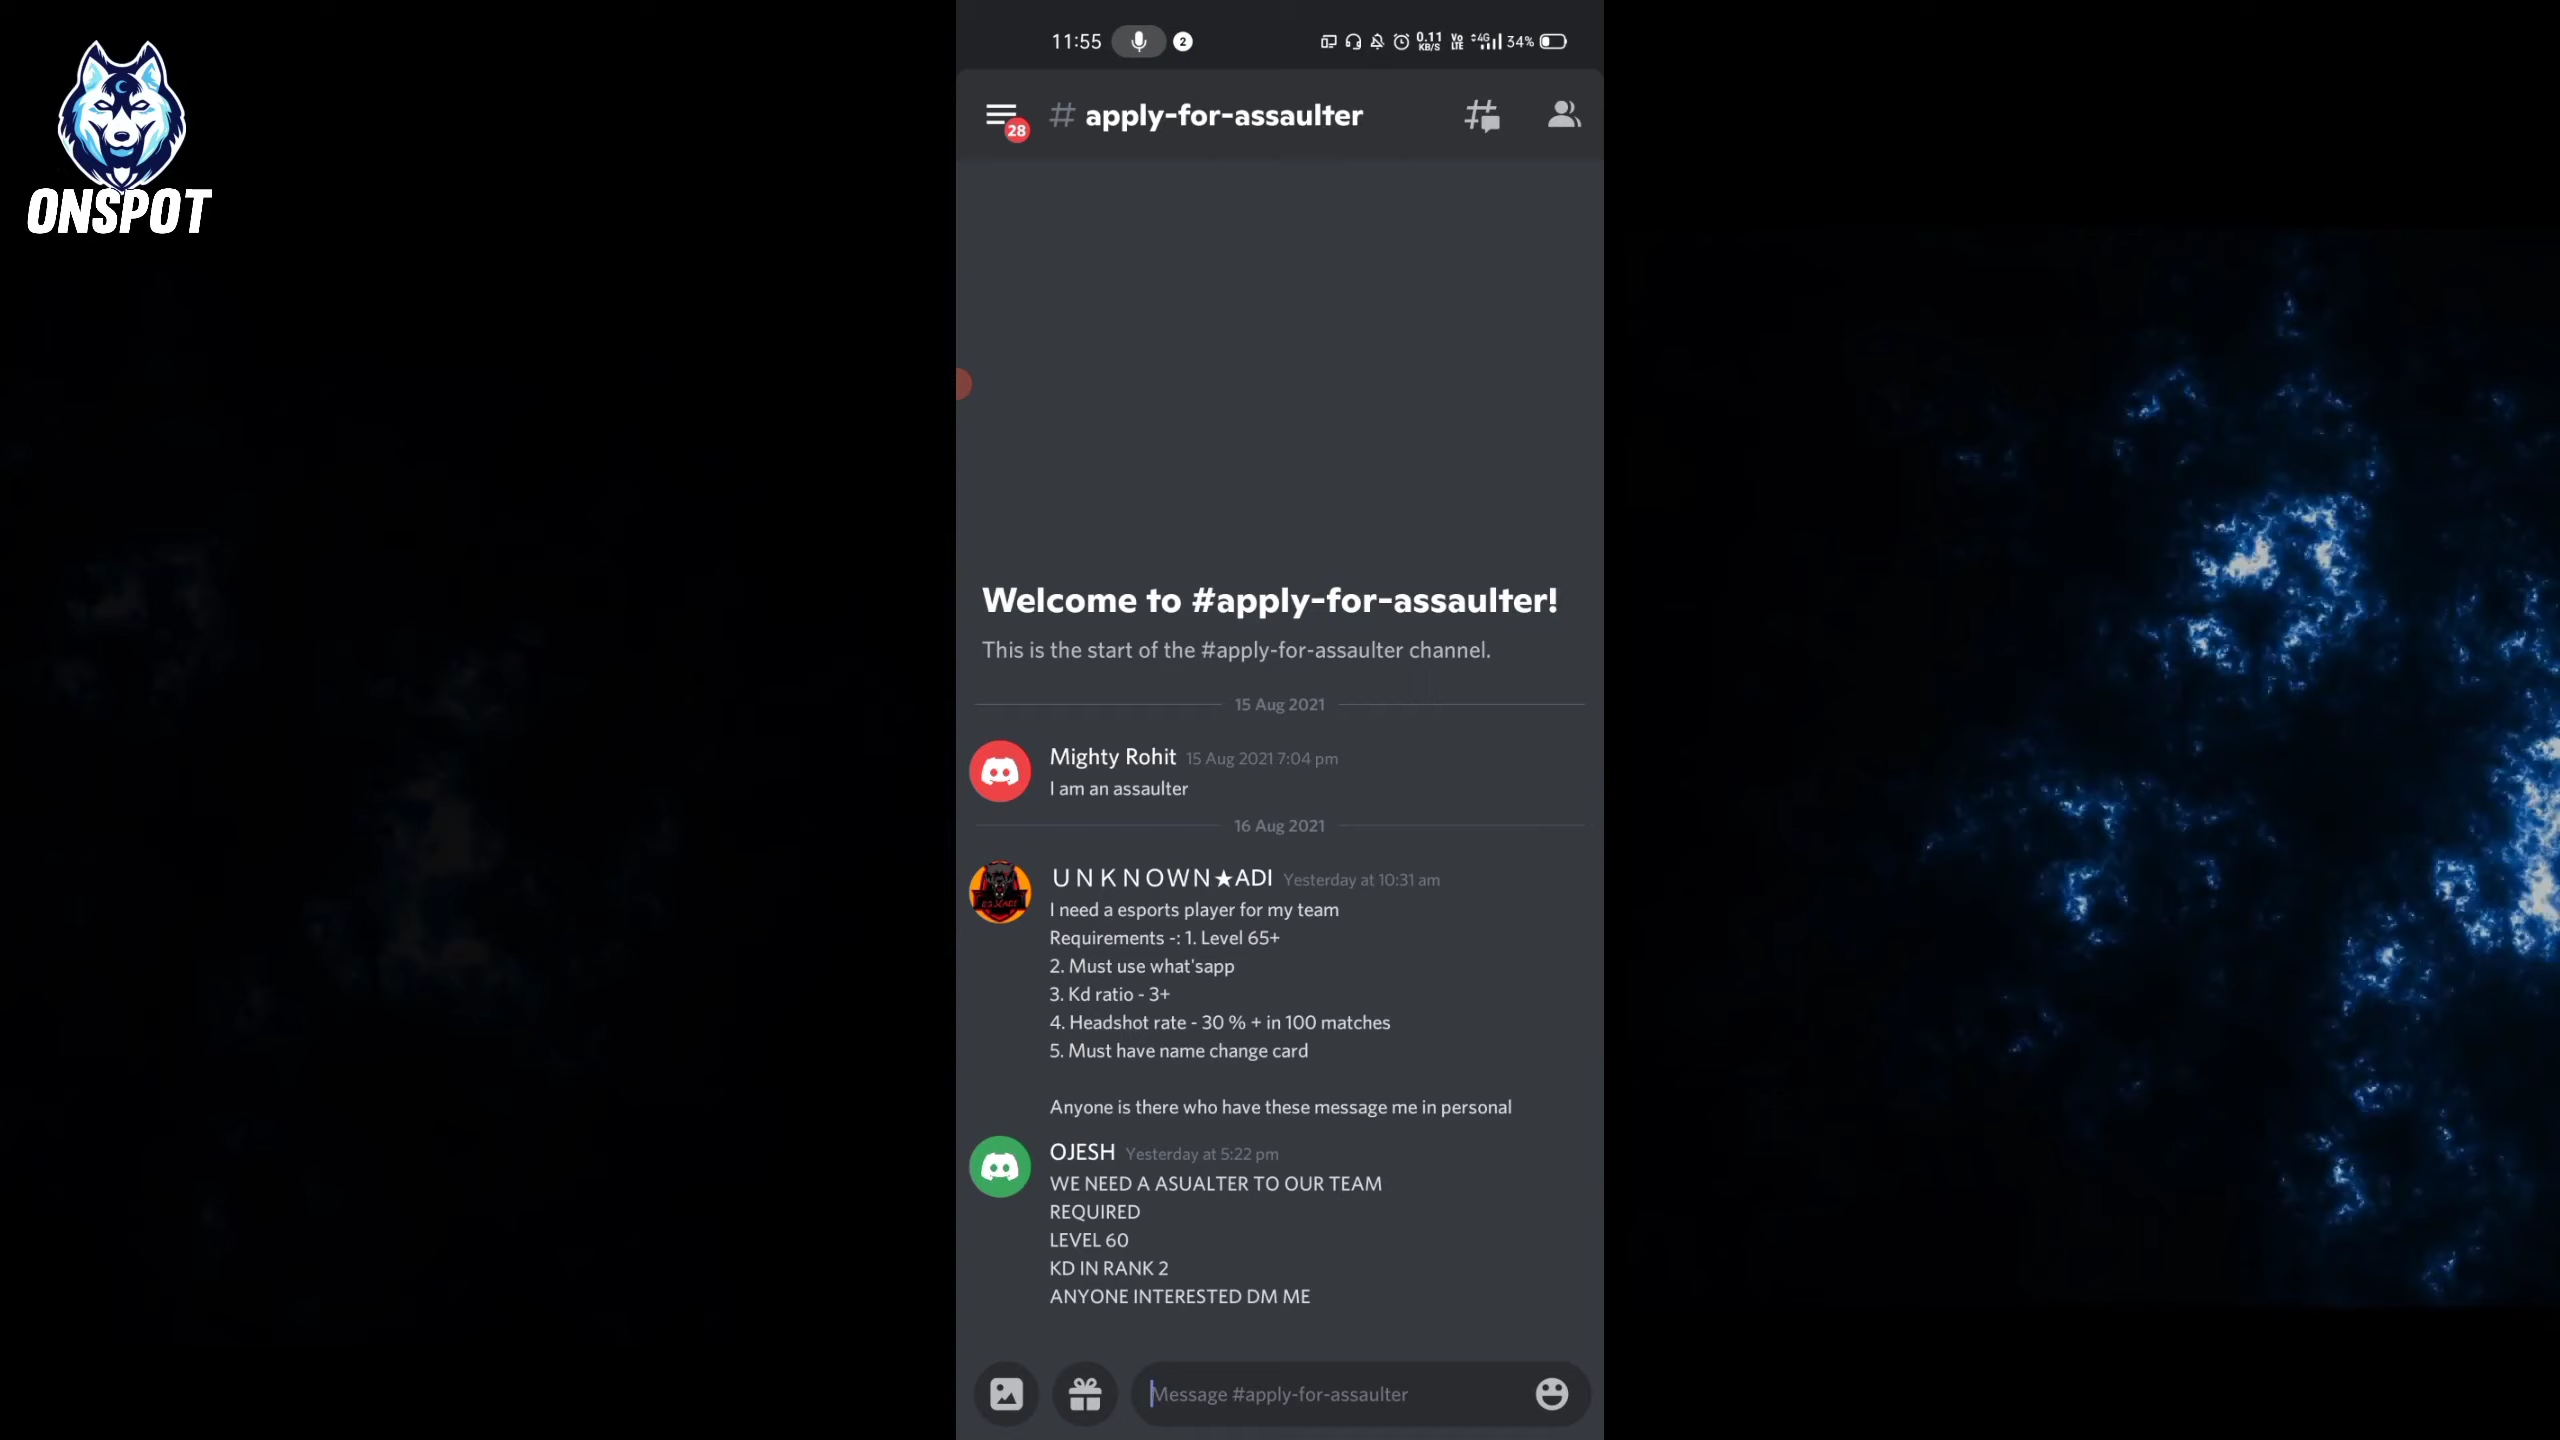 ONSPOT
11:55
2
0.11 KB/S
Vo LTE
4G
34%
28
# apply-for-assaulter
Welcome to #apply-for-assaulter!
This is the start of the #apply-for-assaulter channel.
15 Aug 2021
Mighty Rohit 15 Aug 2021 7:04 pm
I am an assaulter
16 Aug 2021
U N K N O W N★ADI Yesterday at 10:31 am
I need a esports player for my team
Requirements -: 1. Level 65+
2. Must use what'sapp
3. Kd ratio - 3+
4. Headshot rate - 30 % + in 100 matches
5. Must have name change card
Anyone is there who have these message me in personal
OJESH Yesterday at 5:22 pm
WE NEED A ASUALTER TO OUR TEAM
REQUIRED
LEVEL 60
KD IN RANK 2
ANYONE INTERESTED DM ME
Message #apply-for-assaulter